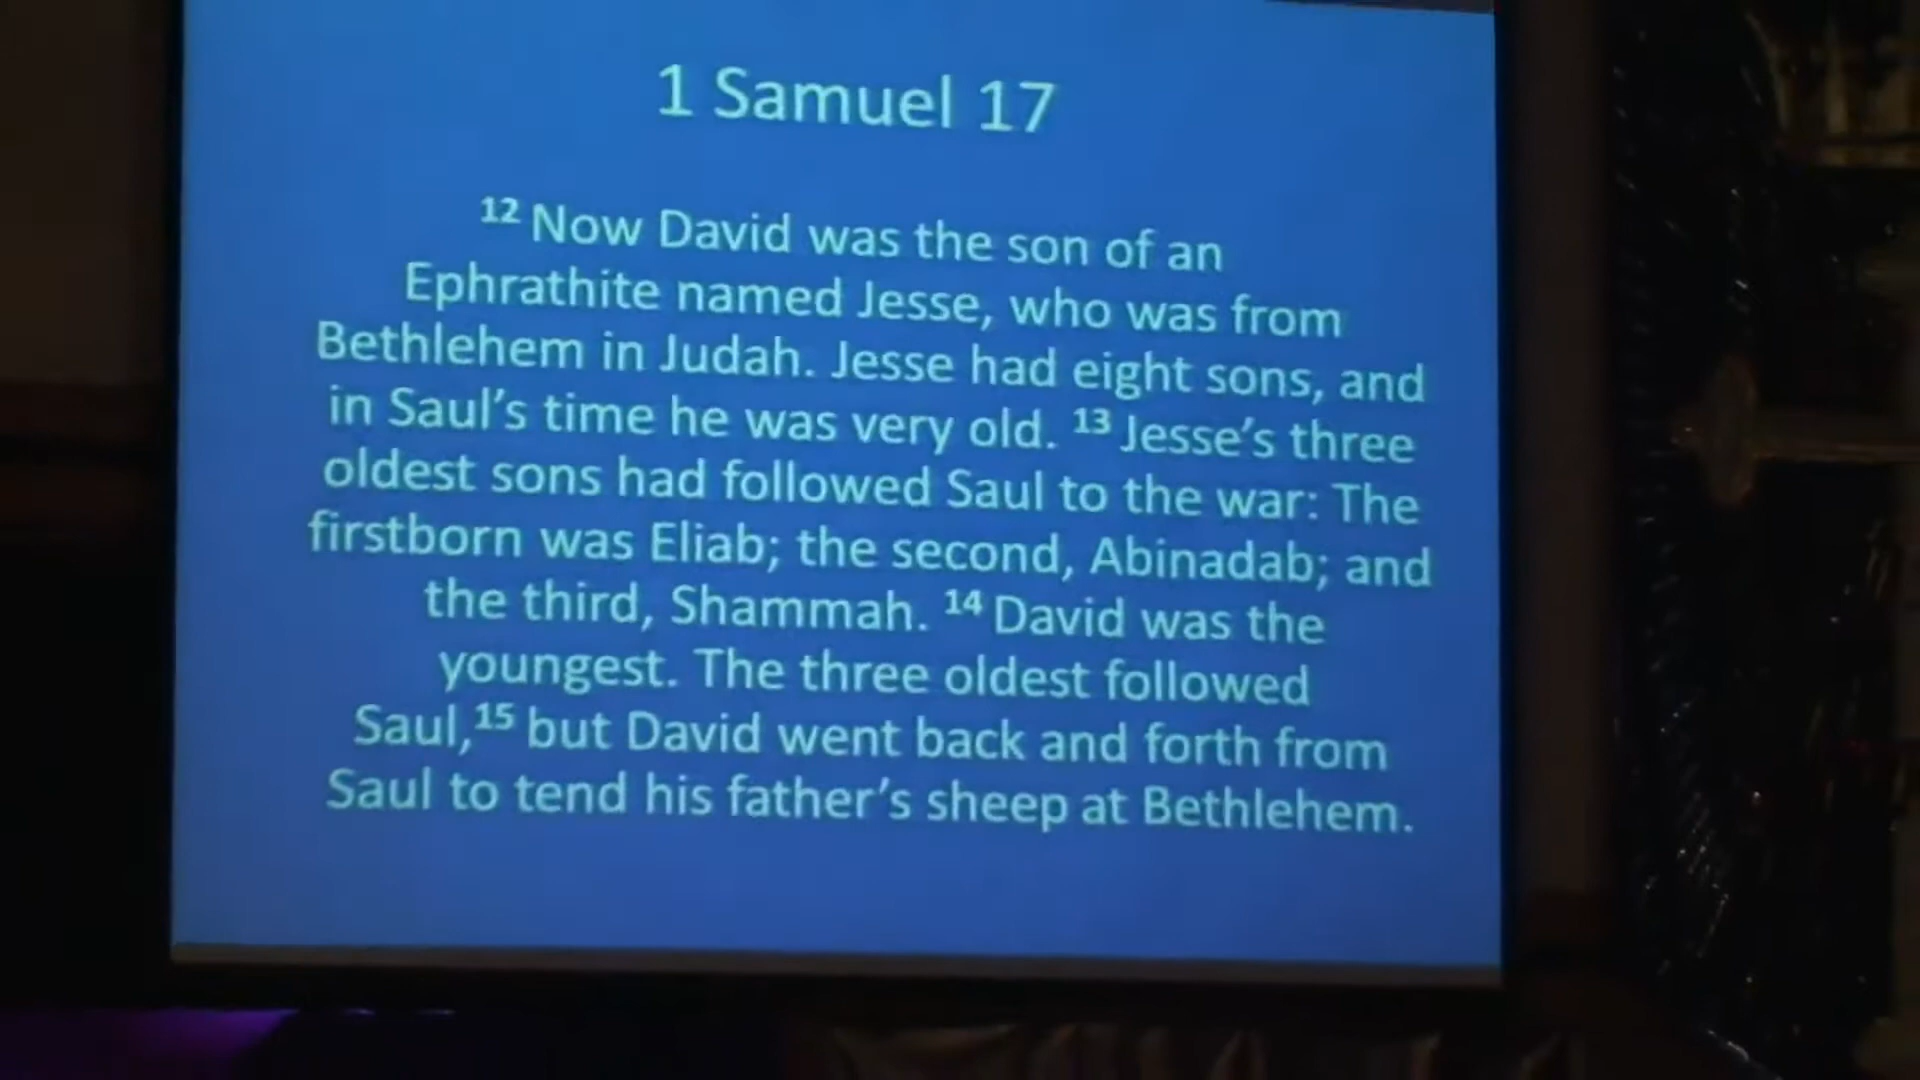 1 Samuel 17
12 Now David was the son of an
Ephrathite named Jesse, who was from
Bethlehem in Judah. Jesse had eight sons, and
in Saul’s time he was very old. 13 Jesse’s three
oldest sons had followed Saul to the war: The
firstborn was Eliab; the second, Abinadab; and
the third, Shammah. 14 David was the
youngest. The three oldest followed
Saul,15 but David went back and forth from
Saul to tend his father’s sheep at Bethlehem.